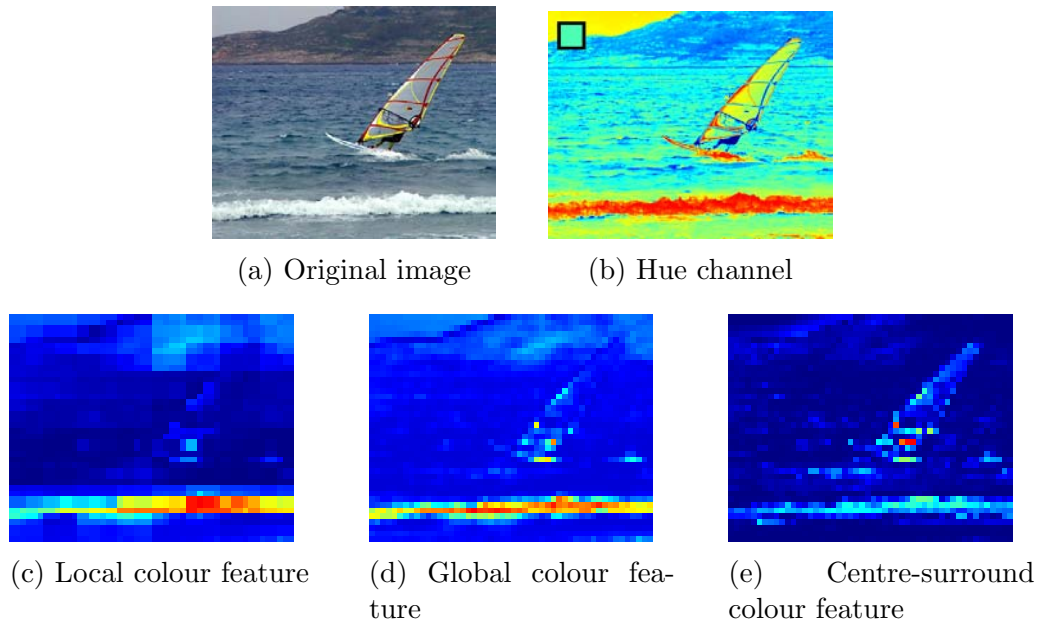 (a) Original image
(b) Hue channel
(c) Local colour feature
(d) Global colour fea-
ture
(e) Centre-surround
colour feature